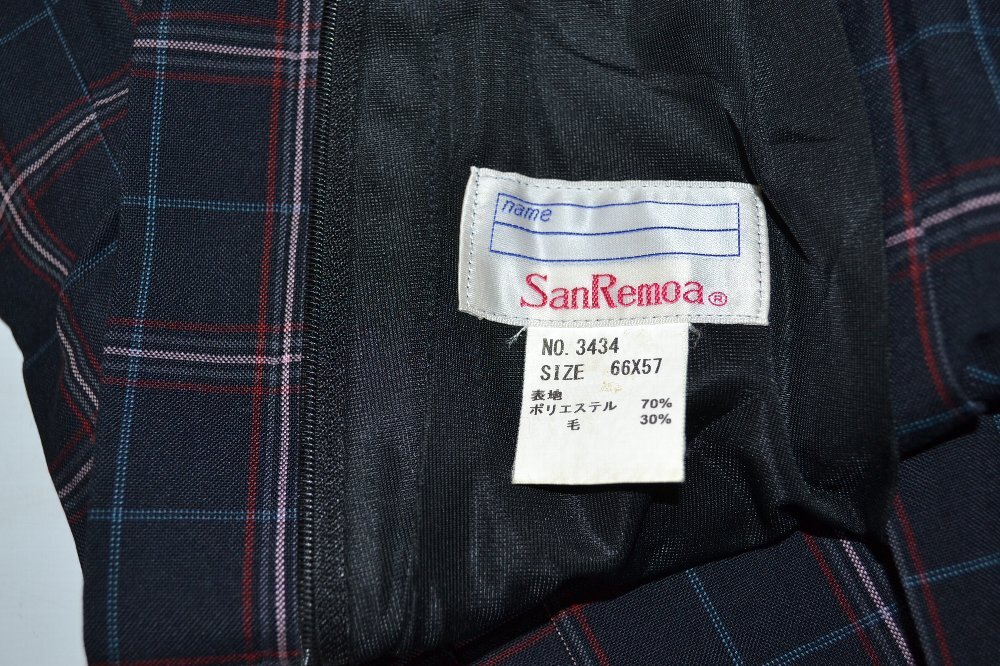 name
SanRemoa®
NO. 3434
SIZE 66X57
表地
ポリエステル 70%
毛 30%